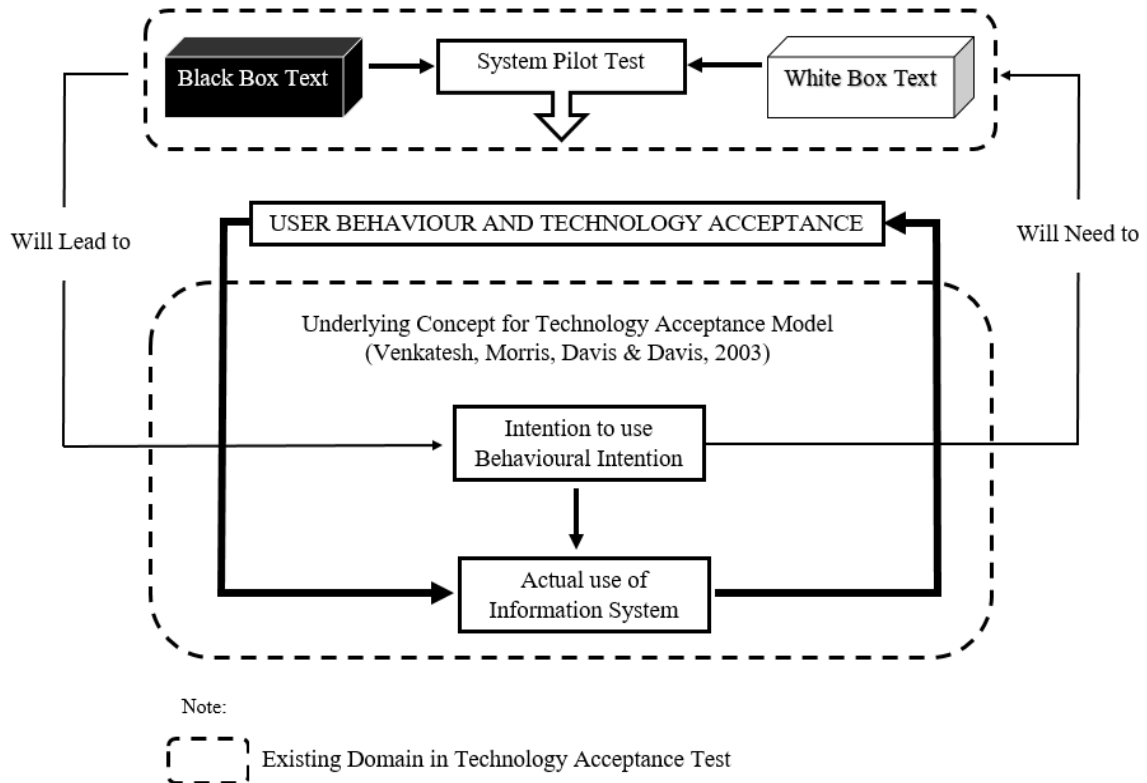 Black Box Text
System Pilot Test
White Box Text
Will Lead to
USER BEHAVIOUR AND TECHNOLOGY ACCEPTANCE
Will Need to
Underlying Concept for Technology Acceptance Model
(Venkatesh, Morris, Davis & Davis, 2003)
Intention to use
Behavioural Intention
Actual use of
Information System
Note:
Existing Domain in Technology Acceptance Test